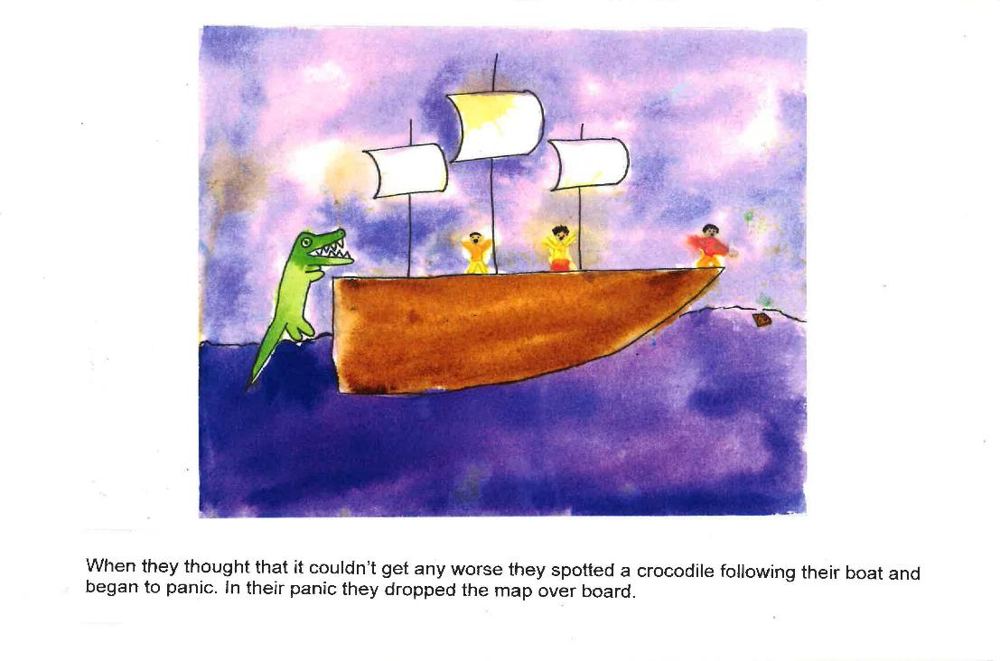 When they thought that it couldn't get any worse they spotted a crocodile following their boat and
began to panic. In their panic they dropped the map over board.